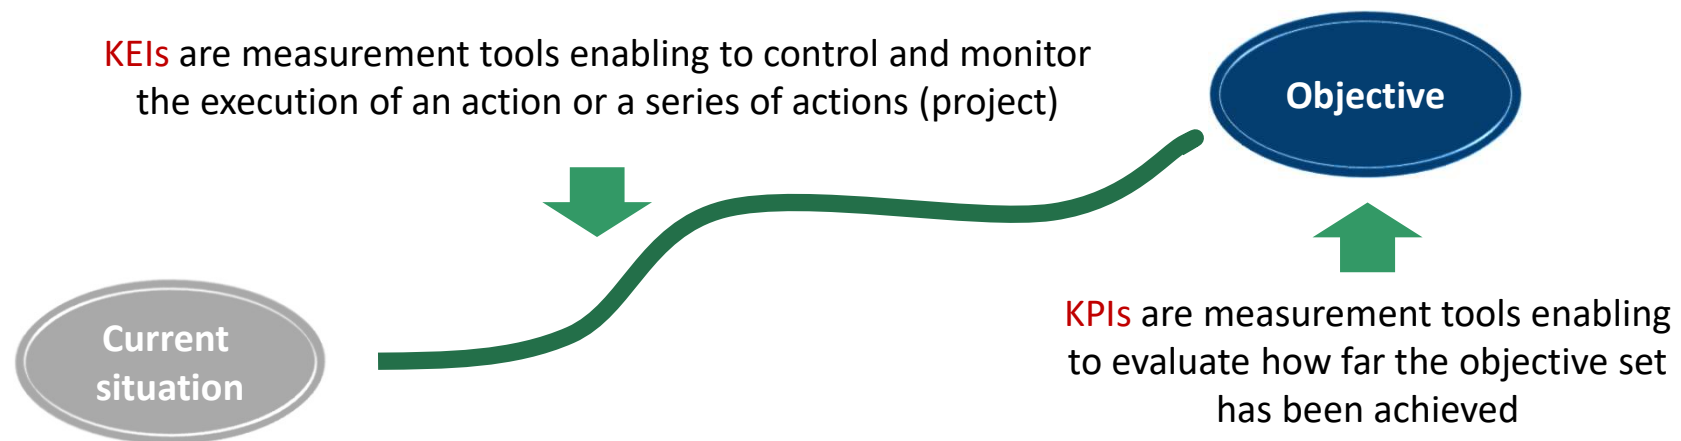 KEIs are measurement tools enabling to control and monitor
the execution of an action or a series of actions (project)
Objective
Current
situation
KPIs are measurement tools enabling
to evaluate how far the objective set
has been achieved